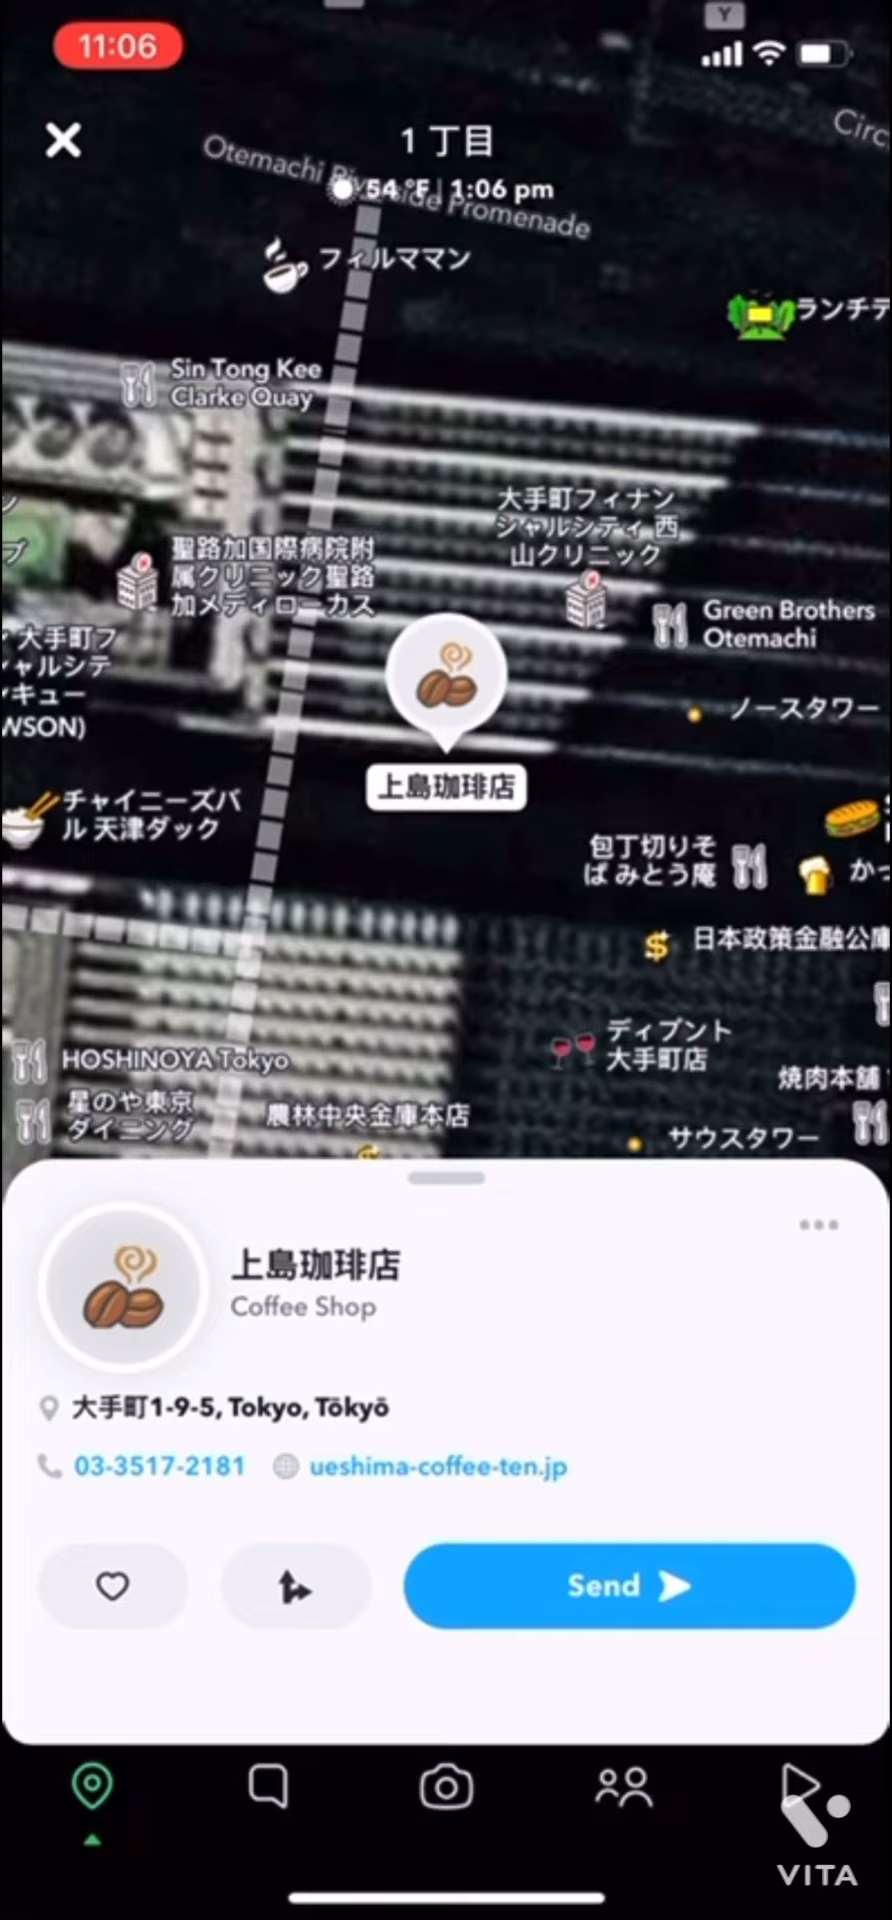 Y
11:06
Circ
1 丁目
Otemachi Riverside Promenade
54 °F | 1:06 pm
フィルママン
ランチテ
Sin Tong Kee
Clarke Quay
大手町フィナン
シャルシティ 西
山クリニック
ン
ブ
聖路加国際病院附
属クリニック聖路
加メディローカス
Green Brothers
Otemachi
大手町フ
ャルシテ
キュー
WSON)
ノースタワー
上島珈琲店
チャイニーズバ
ル 天津ダック
包丁切りそ
ば みとう庵
かっ
日本政策金融公庫
ディプント
大手町店
HOSHINOYA Tokyo
焼肉本舗
星のや東京
ダイニング
農林中央金庫本店
サウスタワー
上島珈琲店
Coffee Shop
大手町1-9-5, Tokyo, Tōkyō
03-3517-2181
ueshima-coffee-ten.jp
Send
VITA